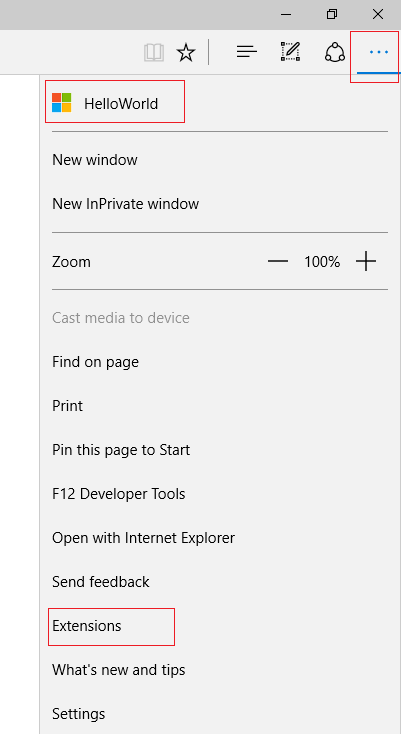 HelloWorld
New window
New InPrivate window
Zoom 100%
Cast media to device
Find on page
Print
Pin this page to Start
F12 Developer Tools
Open with Internet Explorer
Send feedback
Extensions
What's new and tips
Settings